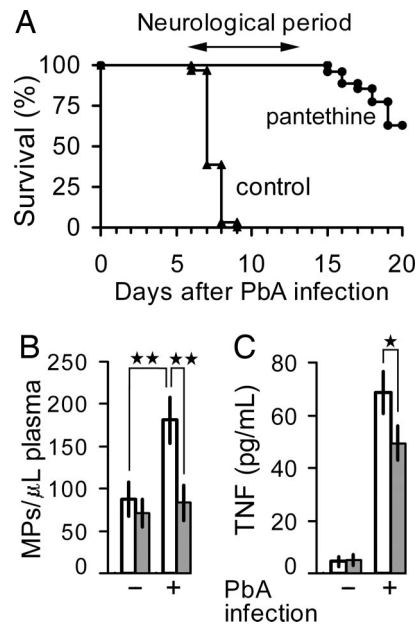 A
Neurological period
Survival (%)
100
75
50
25
0
pantethine
control
0 5 10 15 20
Days after PbA infection
B
★★ ★★
MPs/μL plasma
250
200
150
100
50
0
− +
C
★
TNF (pg/mL)
80
60
40
20
0
− +
PbA
infection